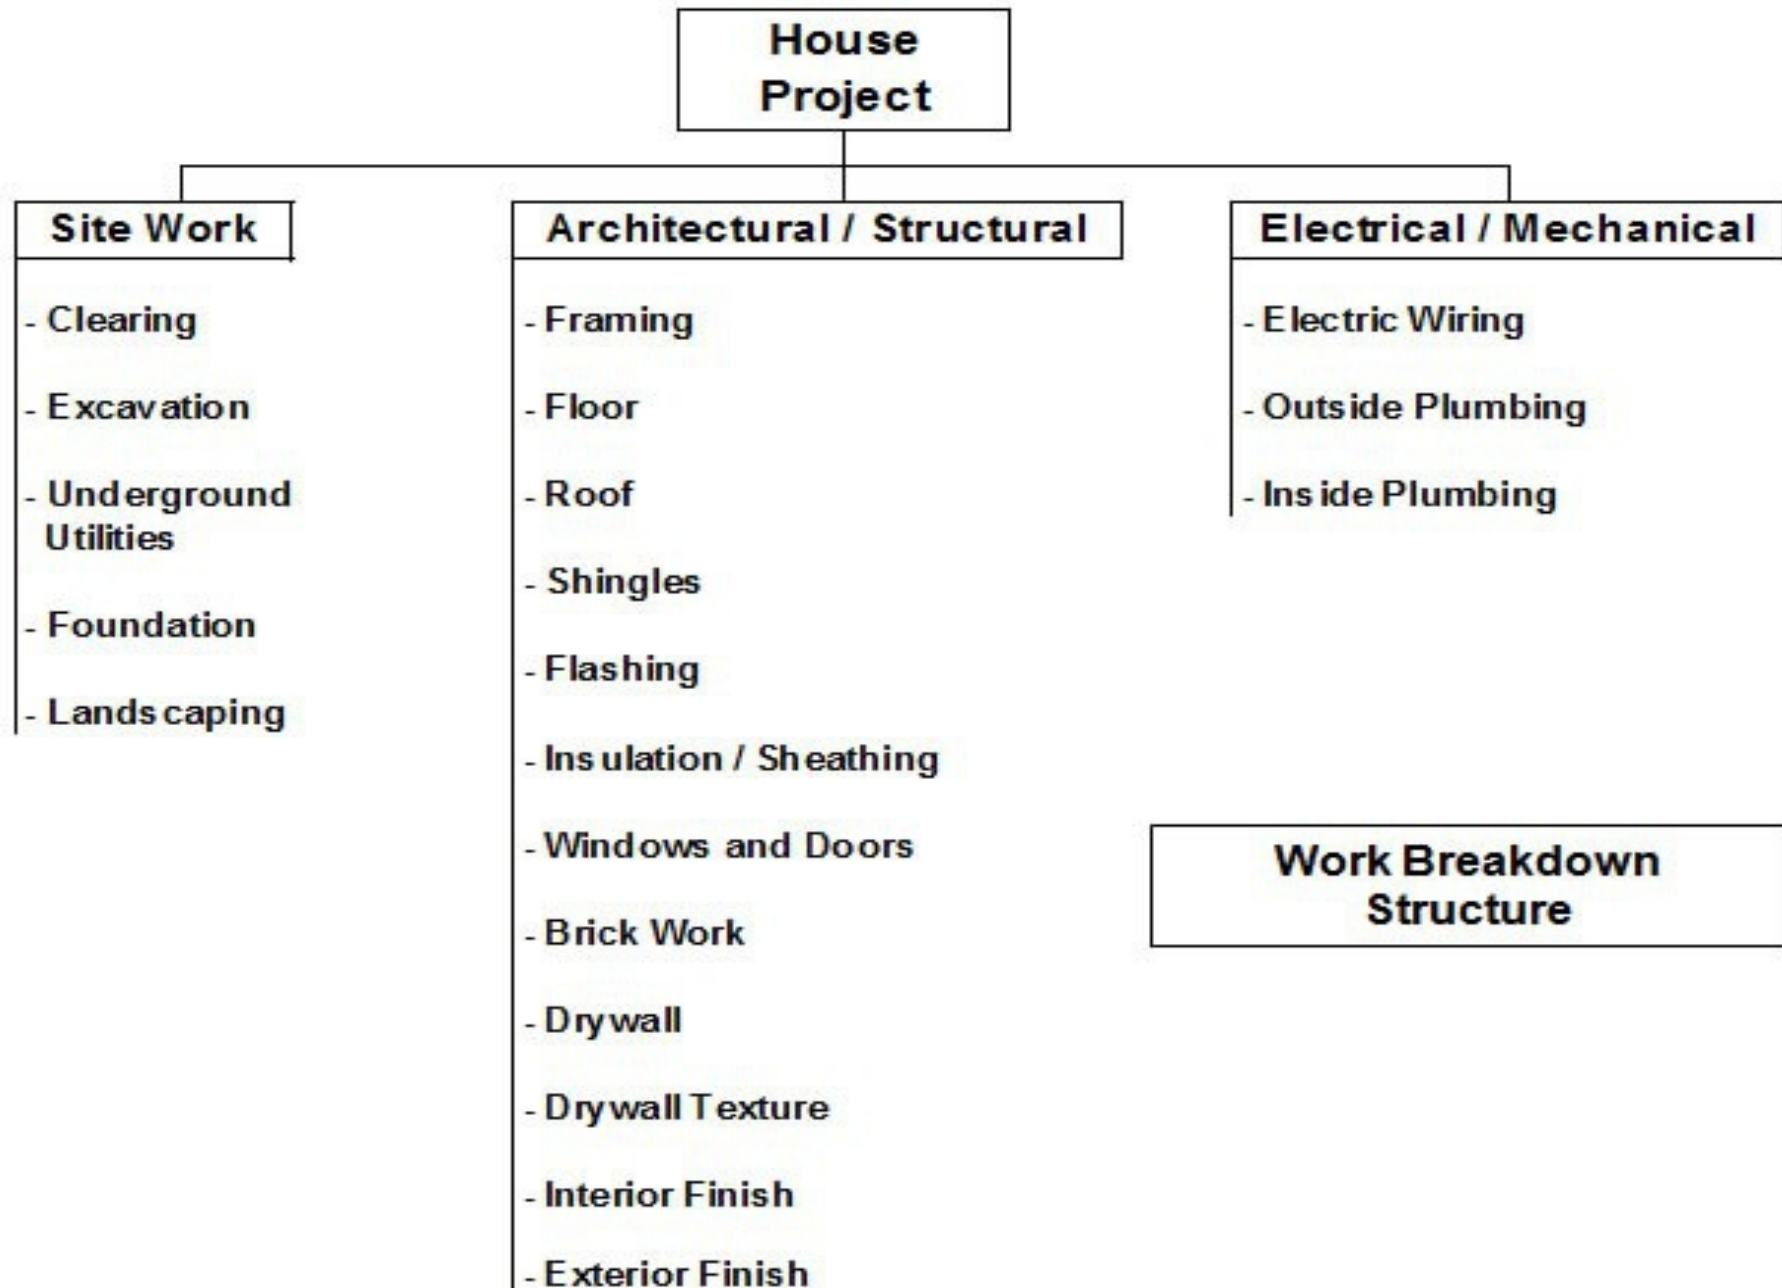 House
Project
Site Work
- Clearing
- Excavation
- Underground
Utilities
- Foundation
- Landscaping
Architectural / Structural
- Framing
- Floor
- Roof
- Shingles
- Flashing
- Insulation / Sheathing
- Windows and Doors
- Brick Work
- Drywall
- Drywall Texture
- Interior Finish
- Exterior Finish
Electrical / Mechanical
- Electric Wiring
- Outside Plumbing
- Inside Plumbing
Work Breakdown
Structure